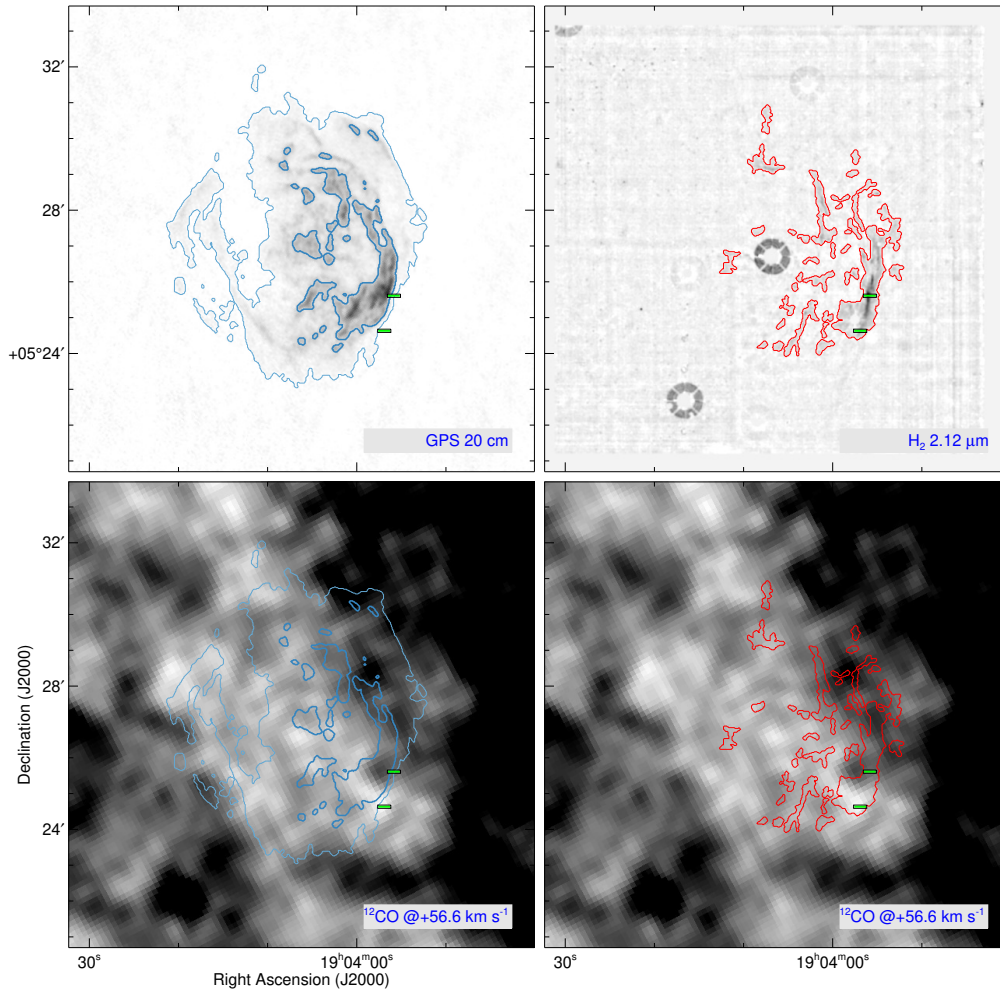 32′
28′
+05°24′
GPS 20 cm
H₂ 2.12 μm
32′
28′
24′
Declination (J2000)
¹²CO @+56.6 km s⁻¹
¹²CO @+56.6 km s⁻¹
30ˢ
19ʰ04ᵐ00ˢ
30ˢ
19ʰ04ᵐ00ˢ
Right Ascension (J2000)